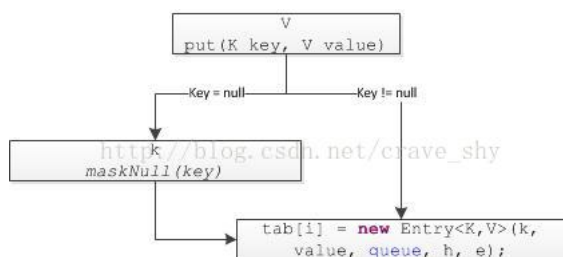 V
put(K key, V value)
Key = null
Key != null
http://blog.csdn.net/crave_shy
k
maskNull(key)
tab[i] = new Entry<K,V>(k,
value, queue, h, e);